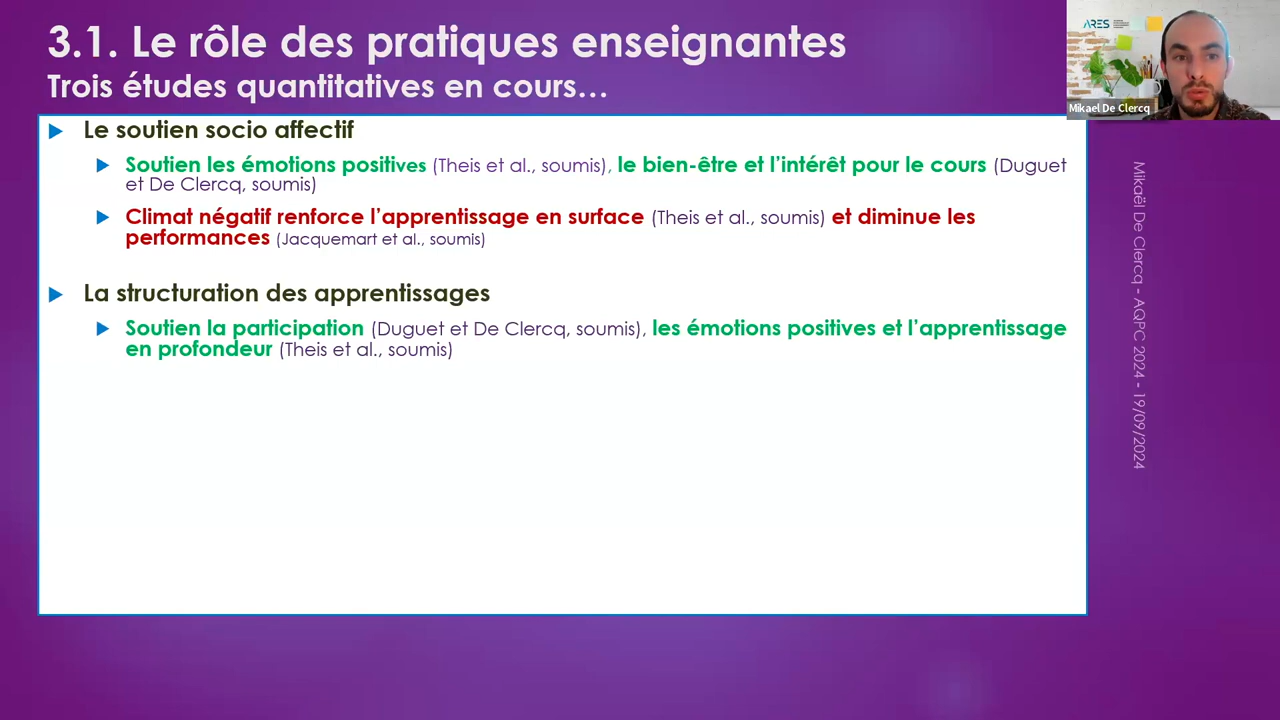 3.1. Le rôle des pratiques enseignantes
Trois études quantitatives en cours…
ARES
Mikael De Clercq
Le soutien socio affectif
Soutien les émotions positives (Theis et al., soumis), le bien-être et l’intérêt pour le cours (Duguet
et De Clercq, soumis)
Climat négatif renforce l’apprentissage en surface (Theis et al., soumis) et diminue les
performances (Jacquemart et al., soumis)
La structuration des apprentissages
Soutien la participation (Duguet et De Clercq, soumis), les émotions positives et l’apprentissage
en profondeur (Theis et al., soumis)
Mikaël De Clercq - AQPC 2024 - 19/09/2024